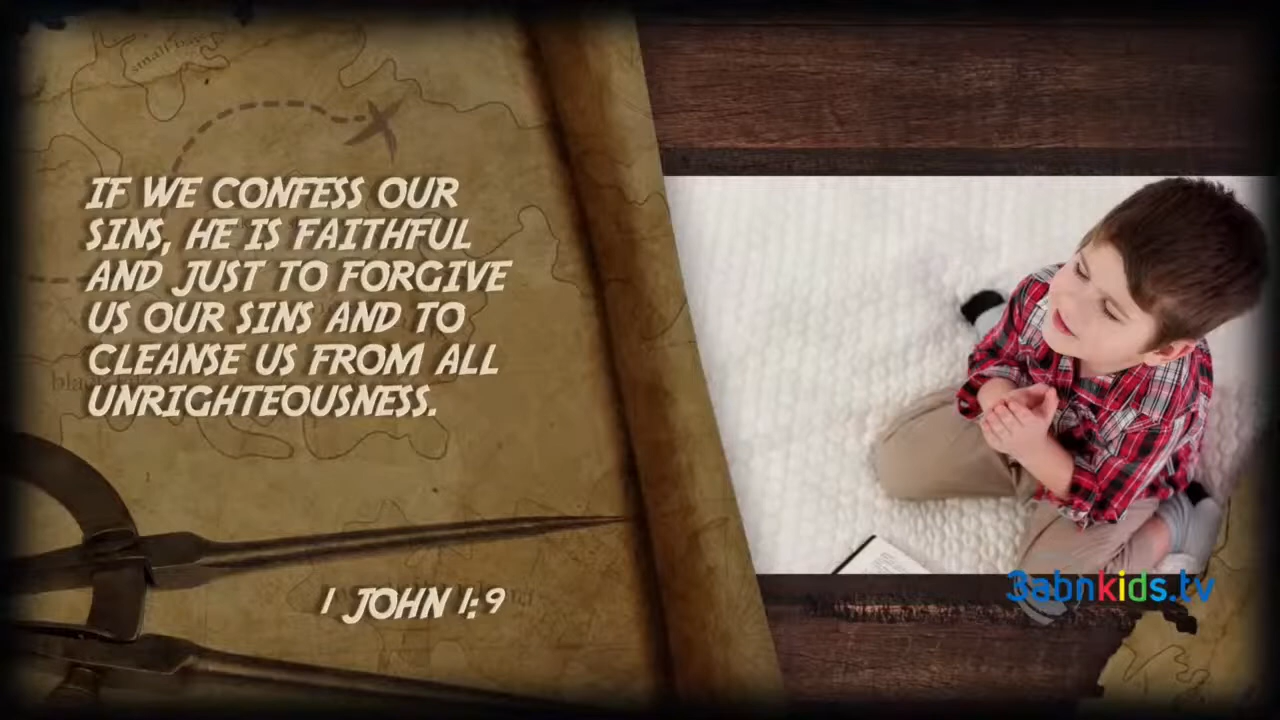 IF WE CONFESS OUR
SINS, HE IS FAITHFUL
AND JUST TO FORGIVE
US OUR SINS AND TO
CLEANSE US FROM ALL
UNRIGHTEOUSNESS.
1 JOHN 1:9
3abnkids.tv